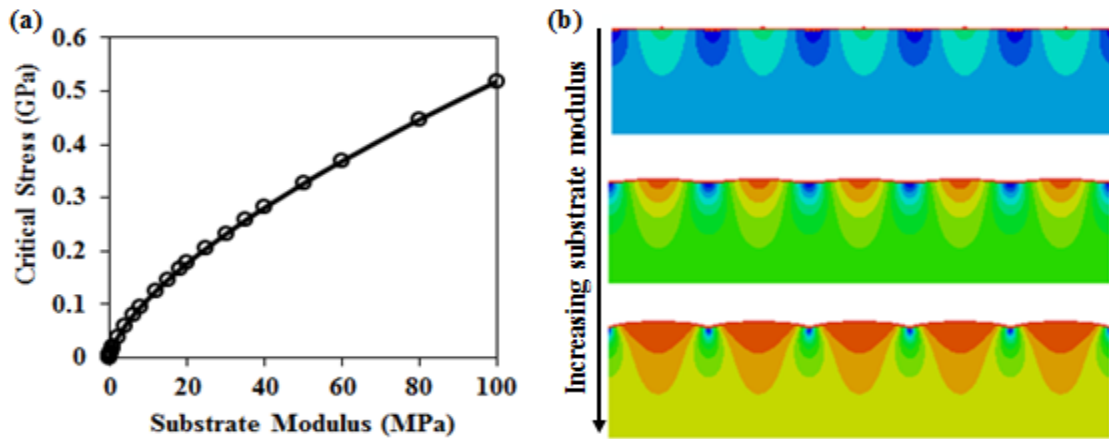 (a)
0.6
0.5
0.4
0.3
0.2
0.1
0
Critical Stress (GPa)
0 20 40 60 80 100
Substrate Modulus (MPa)
(b)
Increasing substrate modulus